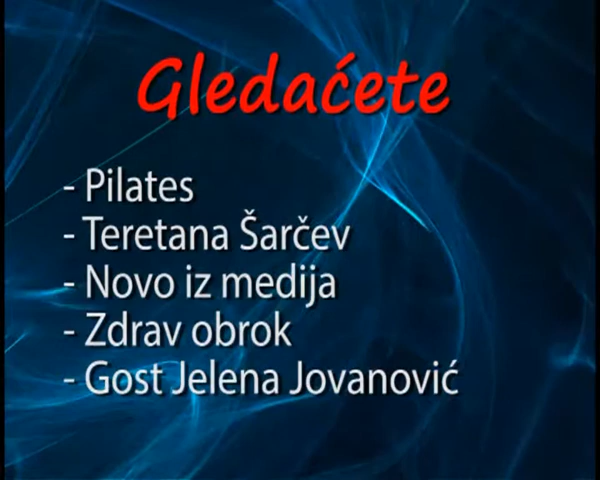 Gledaćete
- Pilates
- Teretana Šarčev
- Novo iz medija
- Zdrav obrok
- Gost Jelena Jovanović